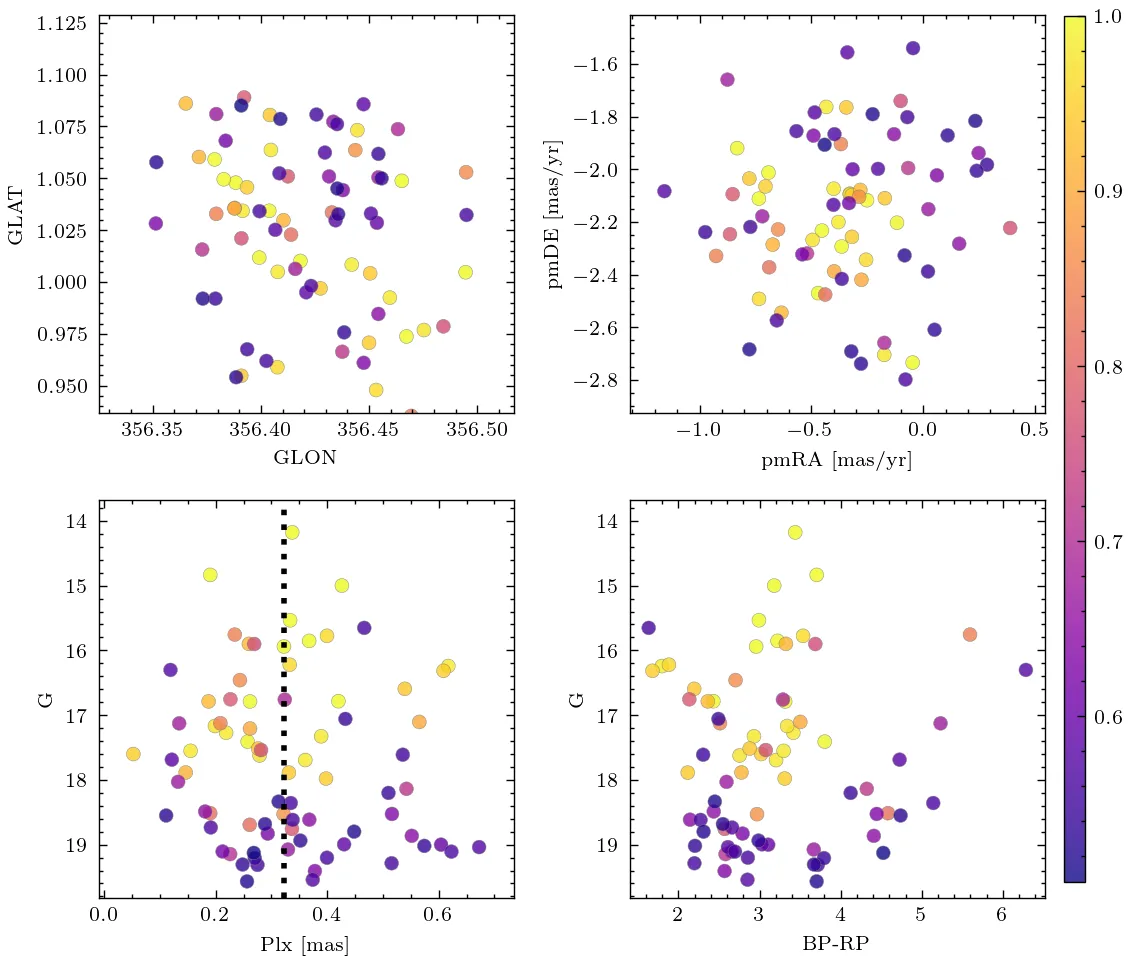 1.125
1.100
1.075
1.050
1.025
1.000
0.975
0.950
GLAT
356.35 356.40 356.45 356.50
GLON
−1.6
−1.8
−2.0
−2.2
−2.4
−2.6
−2.8
pmDE [mas/yr]
−1.0 −0.5 0.0 0.5
pmRA [mas/yr]
1.0
0.9
0.8
0.7
0.6
14
15
16
17
18
19
G
0.0 0.2 0.4 0.6
Plx [mas]
14
15
16
17
18
19
G
2 3 4 5 6
BP-RP